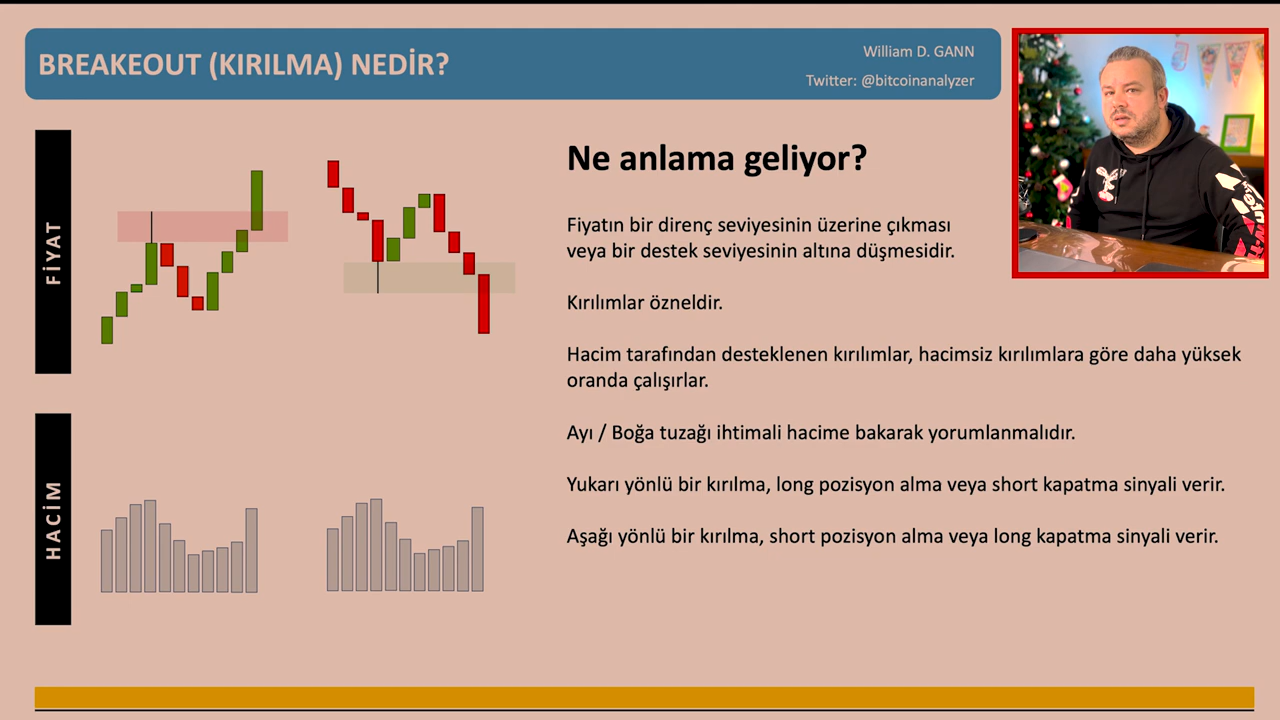 BREAKEOUT (KIRILMA) NEDİR?
William D. GANN
Twitter: @bitcoinanalyzer
FİYAT
Ne anlama geliyor?
Fiyatın bir direnç seviyesinin üzerine çıkması
veya bir destek seviyesinin altına düşmesidir.
Kırılımlar özneldir.
Hacim tarafından desteklenen kırılımlar, hacimsiz kırılımlara göre daha yüksek
oranda çalışırlar.
Ayı / Boğa tuzağı ihtimali hacime bakarak yorumlanmalıdır.
Yukarı yönlü bir kırılma, long pozisyon alma veya short kapatma sinyali verir.
Aşağı yönlü bir kırılma, short pozisyon alma veya long kapatma sinyali verir.
HACİM